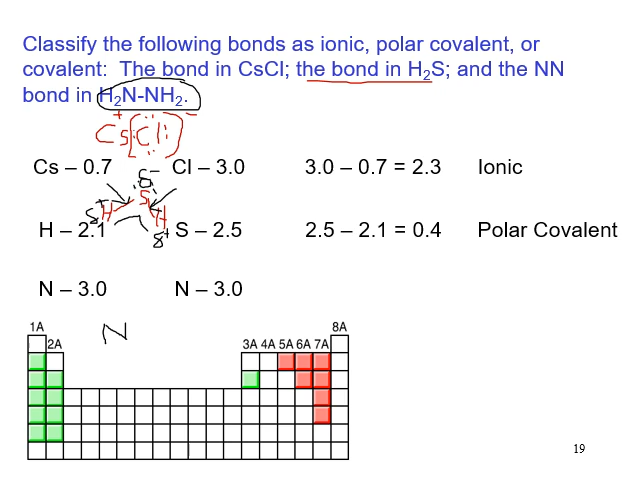 Classify the following bonds as ionic, polar covalent, or
covalent:  The bond in CsCl; the bond in H₂S; and the NN
bond in H₂N-NH₂.
+ −
Cs Cl
Cs – 0.7 Cl – 3.0 3.0 – 0.7 = 2.3 Ionic
δ−
S
δ+ H H
δ+
H – 2.1 S – 2.5 2.5 – 2.1 = 0.4 Polar Covalent
N – 3.0 N – 3.0
N
1A 8A
2A 3A 4A 5A 6A 7A
19